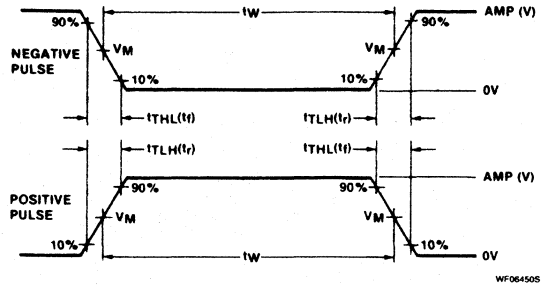 90% tW AMP (V)
NEGATIVE PULSE VM VM 90%
10% 10%
0V
tTHL(tf) tTLH(tr)
tTLH(tr) tTHL(tf)
90% 90% AMP (V)
POSITIVE PULSE VM VM
10% tW 10% 0V
WF06450S